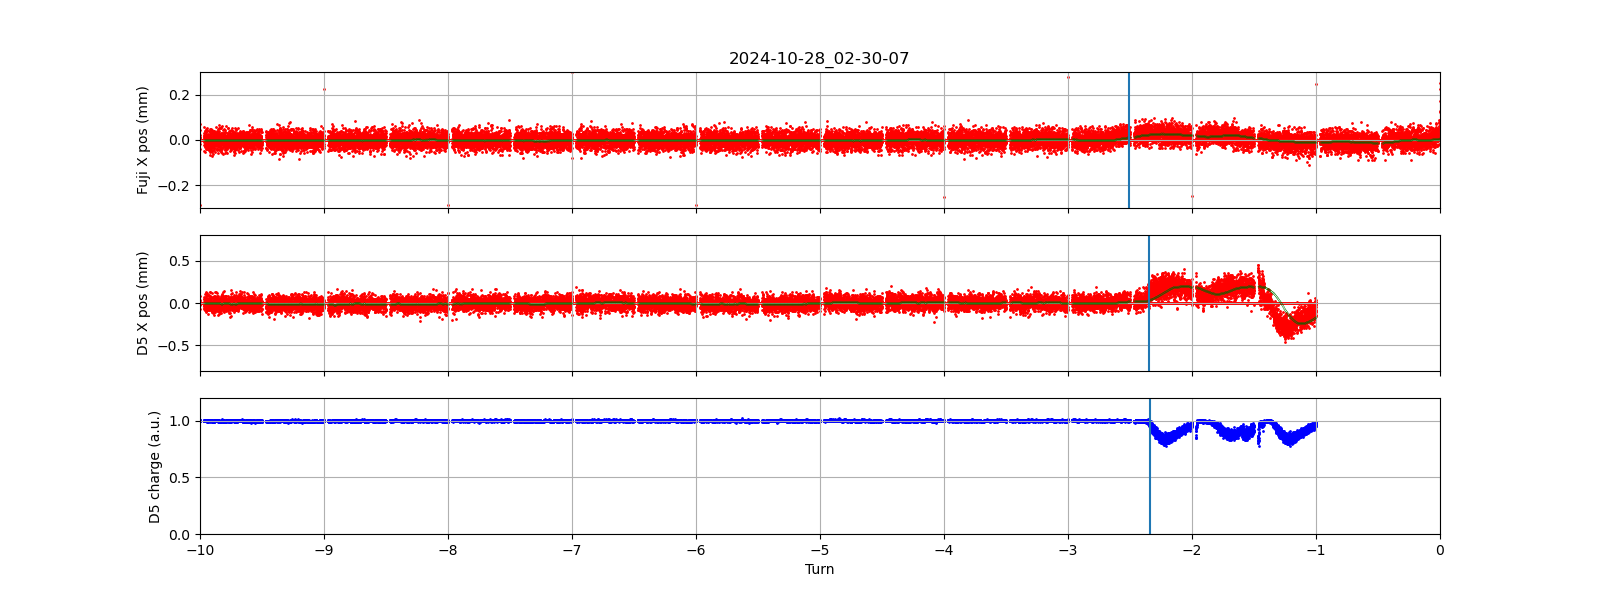 2024-10-28_02-30-07
Fuji X pos (mm)
0.2
0.0
−0.2
D5 X pos (mm)
0.5
0.0
−0.5
D5 charge (a.u.)
1.0
0.5
0.0
−10 −9 −8 −7 −6 −5 −4 −3 −2 −1 0
Turn